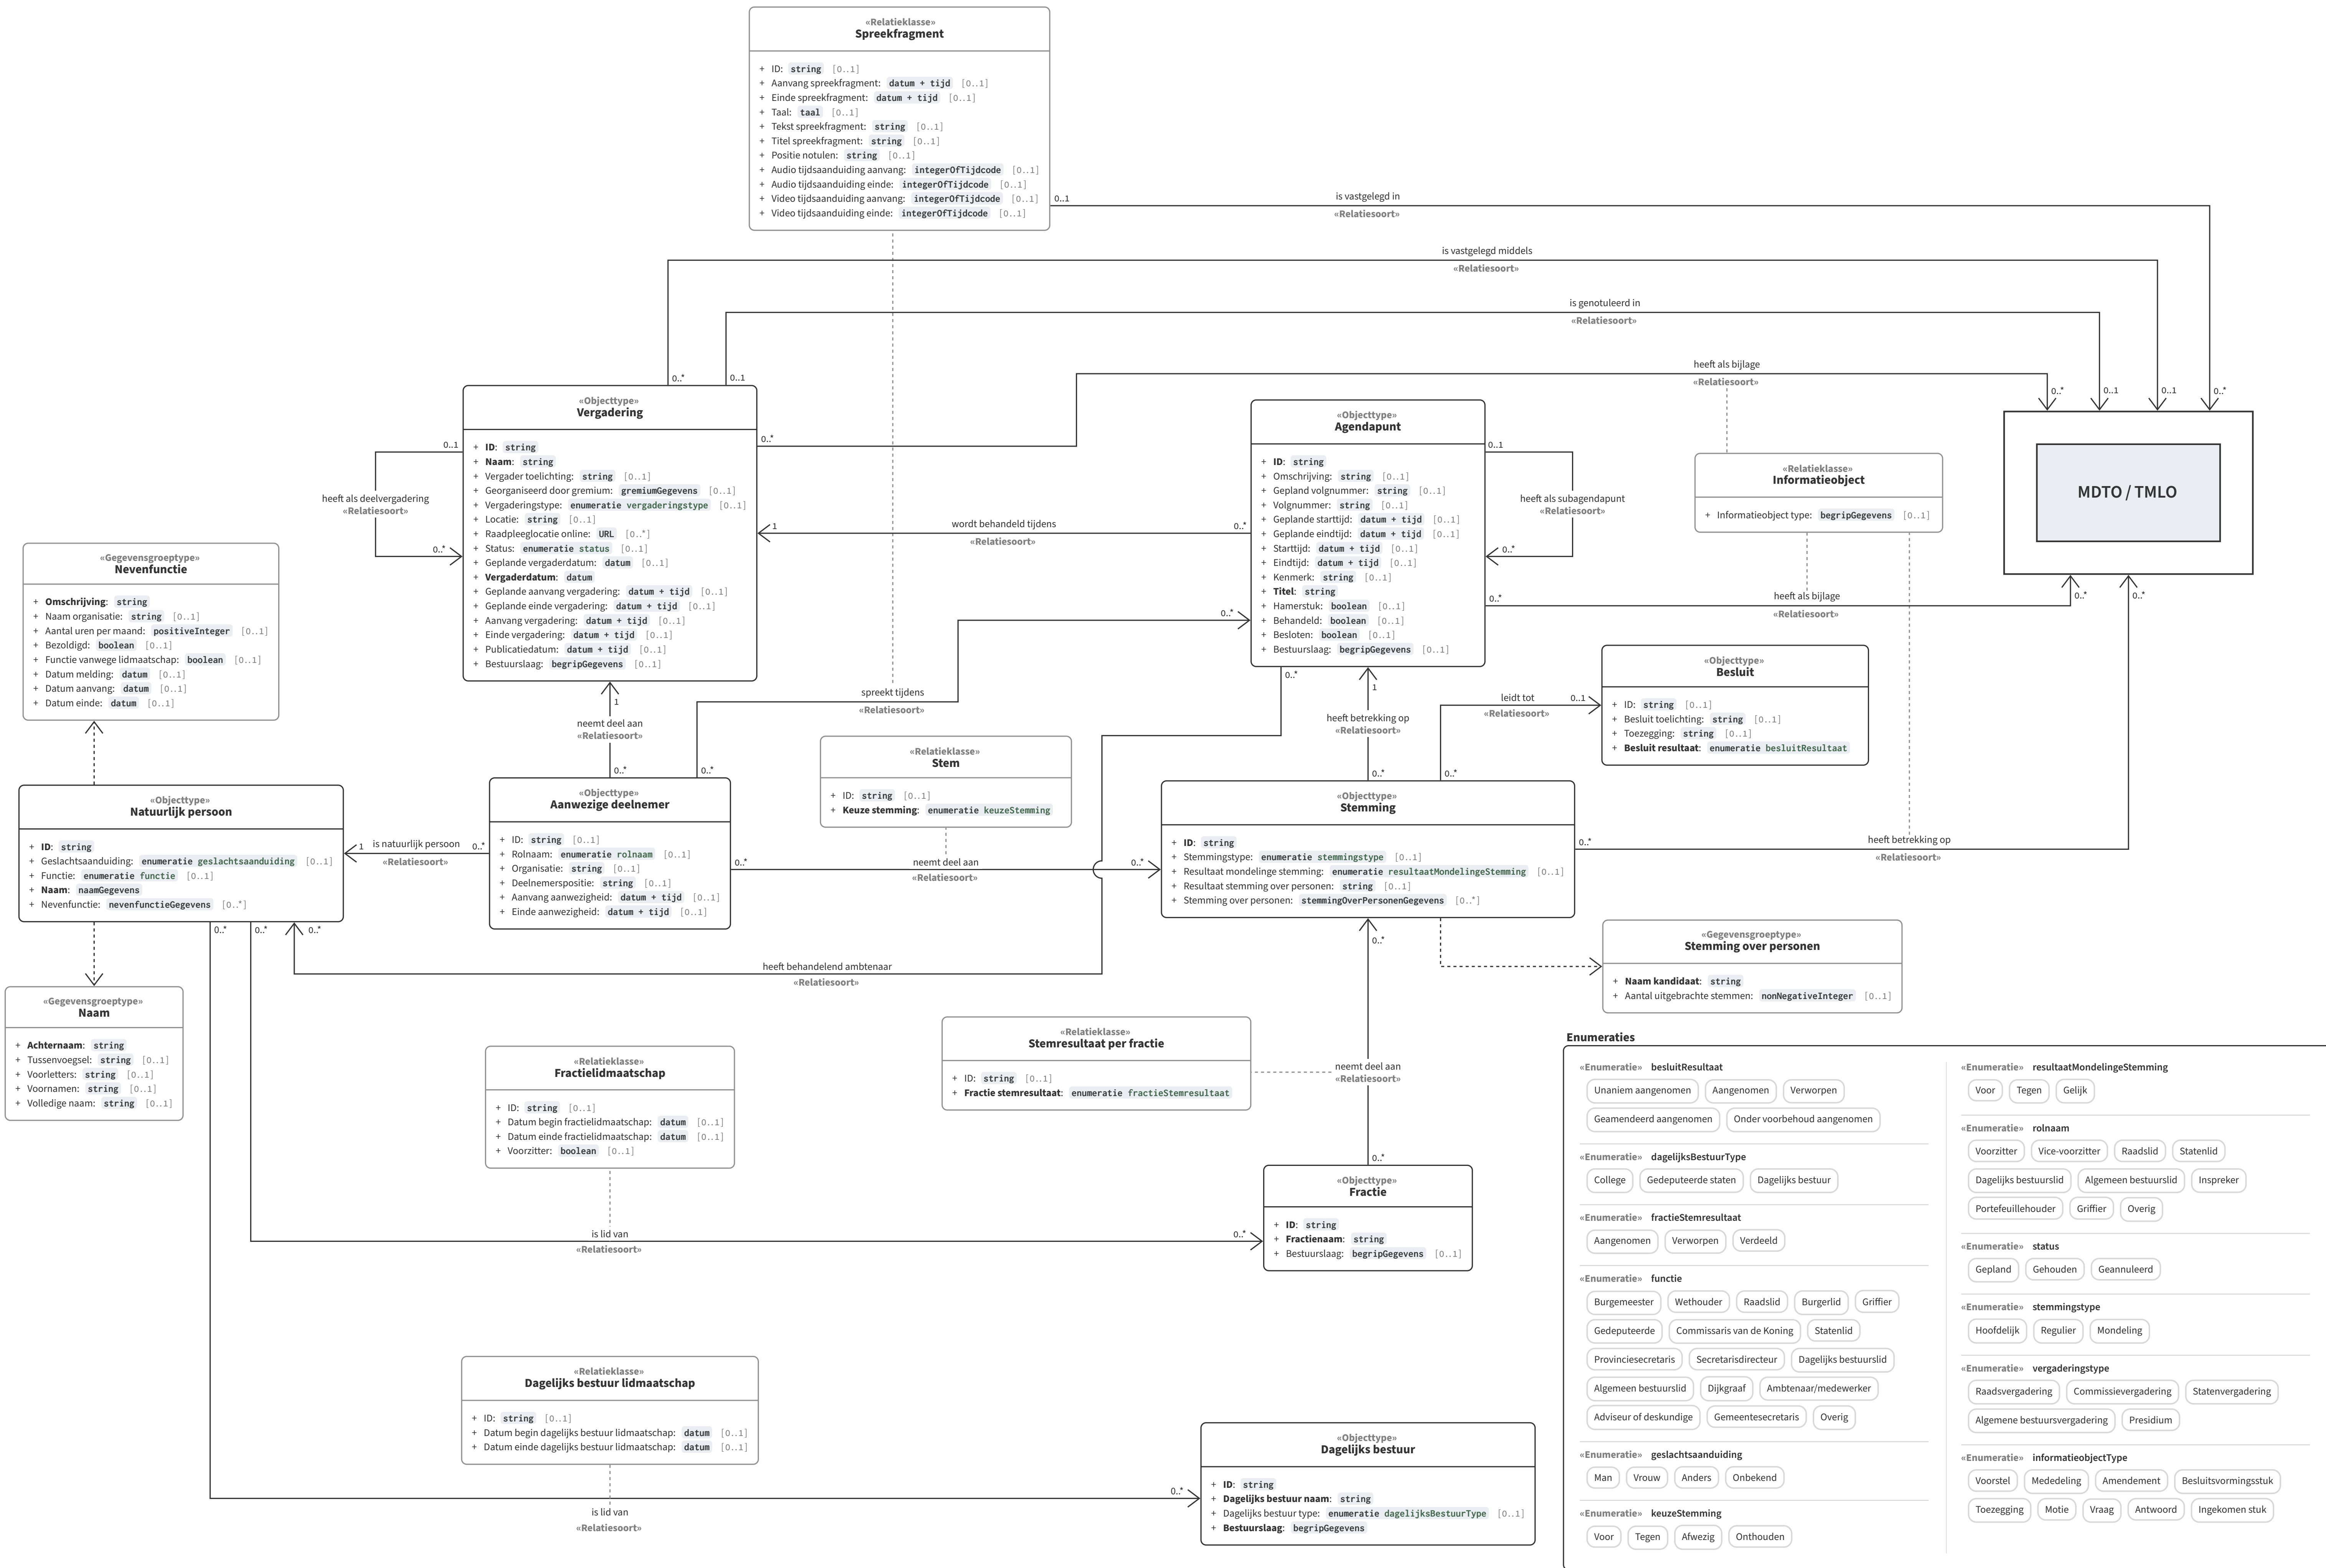 «Relatieklasse»
Spreekfragment
+ ID: string [0..1]
+ Aanvang spreekfragment: datum + tijd [0..1]
+ Einde spreekfragment: datum + tijd [0..1]
+ Taal: taal [0..1]
+ Tekst spreekfragment: string [0..1]
+ Titel spreekfragment: string [0..1]
+ Positie notulen: string [0..1]
+ Audio tijdsaanduiding aanvang: integerOfTijdcode [0..1]
+ Audio tijdsaanduiding einde: integerOfTijdcode [0..1]
+ Video tijdsaanduiding aanvang: integerOfTijdcode [0..1]
+ Video tijdsaanduiding einde: integerOfTijdcode [0..1]
0..1
is vastgelegd in
«Relatiesoort»
is vastgelegd middels
«Relatiesoort»
is genotuleerd in
«Relatiesoort»
heeft als bijlage
«Relatiesoort»
0..*
0..1
0..*
0..1
0..1
0..*
«Objecttype»
Vergadering
+ ID: string
+ Naam: string
+ Vergader toelichting: string [0..1]
+ Georganiseerd door gremium: gremiumGegevens [0..1]
+ Vergaderingstype: enumeratie vergaderingstype [0..1]
+ Locatie: string [0..1]
+ Raadpleeglocatie online: URL [0..*]
+ Status: enumeratie status [0..1]
+ Geplande vergaderdatum: datum [0..1]
+ Vergaderdatum: datum
+ Geplande aanvang vergadering: datum + tijd [0..1]
+ Geplande einde vergadering: datum + tijd [0..1]
+ Aanvang vergadering: datum + tijd [0..1]
+ Einde vergadering: datum + tijd [0..1]
+ Publicatiedatum: datum + tijd [0..1]
+ Bestuurslaag: begripGegevens [0..1]
0..1
heeft als deelvergadering
«Relatiesoort»
0..*
0..*
1
wordt behandeld tijdens
0..*
«Relatiesoort»
«Objecttype»
Agendapunt
+ ID: string
+ Omschrijving: string [0..1]
+ Gepland volgnummer: string [0..1]
+ Volgnummer: string [0..1]
+ Geplande starttijd: datum + tijd [0..1]
+ Geplande eindtijd: datum + tijd [0..1]
+ Starttijd: datum + tijd [0..1]
+ Eindtijd: datum + tijd [0..1]
+ Kenmerk: string [0..1]
+ Titel: string
+ Hamerstuk: boolean [0..1]
+ Behandeld: boolean [0..1]
+ Besloten: boolean [0..1]
+ Bestuurslaag: begripGegevens [0..1]
0..1
heeft als subagendapunt
«Relatiesoort»
0..*
«Relatieklasse»
Informatieobject
+ Informatieobject type: begripGegevens [0..1]
MDTO / TMLO
0..*
heeft als bijlage
«Relatiesoort»
0..*
0..*
«Gegevensgroeptype»
Nevenfunctie
+ Omschrijving: string
+ Naam organisatie: string [0..1]
+ Aantal uren per maand: positiveInteger [0..1]
+ Bezoldigd: boolean [0..1]
+ Functie vanwege lidmaatschap: boolean [0..1]
+ Datum melding: datum [0..1]
+ Datum aanvang: datum [0..1]
+ Datum einde: datum [0..1]
1
neemt deel aan
«Relatiesoort»
0..*
spreekt tijdens
«Relatiesoort»
0..*
0..*
0..*
1
heeft betrekking op
«Relatiesoort»
0..*
leidt tot
0..1
«Relatiesoort»
0..*
«Objecttype»
Besluit
+ ID: string [0..1]
+ Besluit toelichting: string [0..1]
+ Toezegging: string [0..1]
+ Besluit resultaat: enumeratie besluitResultaat
«Relatieklasse»
Stem
+ ID: string [0..1]
+ Keuze stemming: enumeratie keuzeStemming
«Objecttype»
Natuurlijk persoon
+ ID: string
+ Geslachtsaanduiding: enumeratie geslachtsaanduiding [0..1]
+ Functie: enumeratie functie [0..1]
+ Naam: naamGegevens
+ Nevenfunctie: nevenfunctieGegevens [0..*]
1
is natuurlijk persoon
0..*
«Relatiesoort»
«Objecttype»
Aanwezige deelnemer
+ ID: string [0..1]
+ Rolnaam: enumeratie rolnaam [0..1]
+ Organisatie: string [0..1]
+ Deelnemerspositie: string [0..1]
+ Aanvang aanwezigheid: datum + tijd [0..1]
+ Einde aanwezigheid: datum + tijd [0..1]
0..*
neemt deel aan
0..*
«Relatiesoort»
«Objecttype»
Stemming
+ ID: string
+ Stemmingstype: enumeratie stemmingstype [0..1]
+ Resultaat mondelinge stemming: enumeratie resultaatMondelingeStemming [0..1]
+ Resultaat stemming over personen: string [0..1]
+ Stemming over personen: stemmingOverPersonenGegevens [0..*]
0..*
heeft betrekking op
«Relatiesoort»
0..*
0..*
0..*
0..*
heeft behandelend ambtenaar
«Relatiesoort»
«Gegevensgroeptype»
Stemming over personen
+ Naam kandidaat: string
+ Aantal uitgebrachte stemmen: nonNegativeInteger [0..1]
«Gegevensgroeptype»
Naam
+ Achternaam: string
+ Tussenvoegsel: string [0..1]
+ Voorletters: string [0..1]
+ Voornamen: string [0..1]
+ Volledige naam: string [0..1]
«Relatieklasse»
Fractielidmaatschap
+ ID: string [0..1]
+ Datum begin fractielidmaatschap: datum [0..1]
+ Datum einde fractielidmaatschap: datum [0..1]
+ Voorzitter: boolean [0..1]
«Relatieklasse»
Stemresultaat per fractie
+ ID: string [0..1]
+ Fractie stemresultaat: enumeratie fractieStemresultaat
neemt deel aan
«Relatiesoort»
0..*
«Objecttype»
Fractie
+ ID: string
+ Fractienaam: string
+ Bestuurslaag: begripGegevens [0..1]
is lid van
0..*
«Relatiesoort»
«Relatieklasse»
Dagelijks bestuur lidmaatschap
+ ID: string [0..1]
+ Datum begin dagelijks bestuur lidmaatschap: datum [0..1]
+ Datum einde dagelijks bestuur lidmaatschap: datum [0..1]
is lid van
0..*
«Relatiesoort»
«Objecttype»
Dagelijks bestuur
+ ID: string
+ Dagelijks bestuur naam: string
+ Dagelijks bestuur type: enumeratie dagelijksBestuurType [0..1]
+ Bestuurslaag: begripGegevens
Enumeraties
«Enumeratie» besluitResultaat
Unaniem aangenomen Aangenomen Verworpen
Geamendeerd aangenomen Onder voorbehoud aangenomen
«Enumeratie» dagelijksBestuurType
College Gedeputeerde staten Dagelijks bestuur
«Enumeratie» fractieStemresultaat
Aangenomen Verworpen Verdeeld
«Enumeratie» functie
Burgemeester Wethouder Raadslid Burgerlid Griffier
Gedeputeerde Commissaris van de Koning Statenlid
Provinciesecretaris Secretarisdirecteur Dagelijks bestuurslid
Algemeen bestuurslid Dijkgraaf Ambtenaar/medewerker
Adviseur of deskundige Gemeentesecretaris Overig
«Enumeratie» geslachtsaanduiding
Man Vrouw Anders Onbekend
«Enumeratie» keuzeStemming
Voor Tegen Afwezig Onthouden
«Enumeratie» resultaatMondelingeStemming
Voor Tegen Gelijk
«Enumeratie» rolnaam
Voorzitter Vice-voorzitter Raadslid Statenlid
Dagelijks bestuurslid Algemeen bestuurslid Inspreker
Portefeuillehouder Griffier Overig
«Enumeratie» status
Gepland Gehouden Geannuleerd
«Enumeratie» stemmingstype
Hoofdelijk Regulier Mondeling
«Enumeratie» vergaderingstype
Raadsvergadering Commissievergadering Statenvergadering
Algemene bestuursvergadering Presidium
«Enumeratie» informatieobjectType
Voorstel Mededeling Amendement Besluitsvormingsstuk
Toezegging Motie Vraag Antwoord Ingekomen stuk